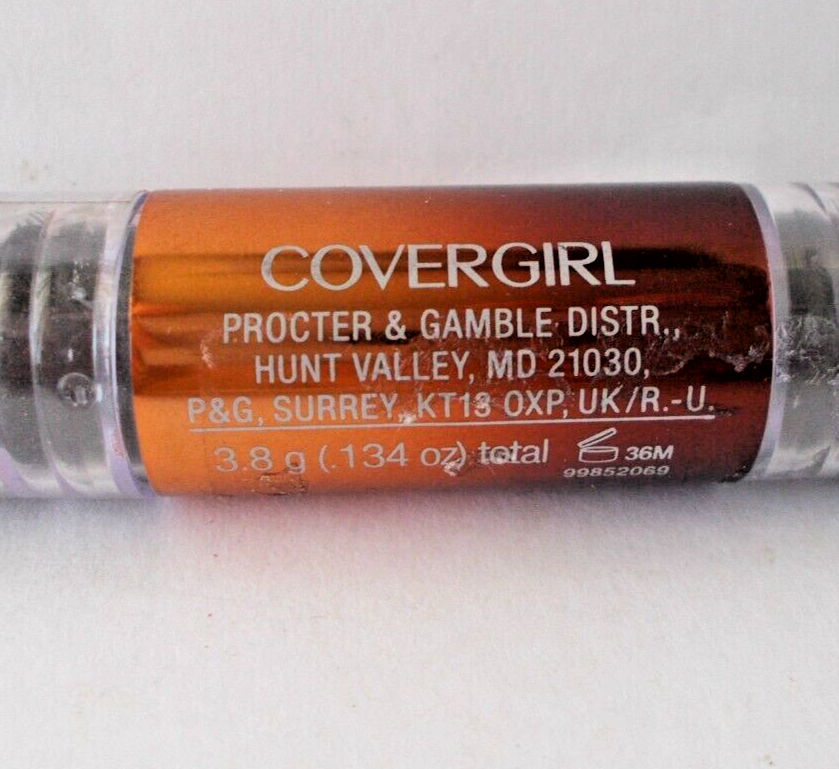 COVERGIRL
PROCTER & GAMBLE DISTR.,
HUNT VALLEY, MD 21030,
P&G, SURREY, KT13 0XP, UK/R.-U.
3.8 g (.134 oz) total 36M
99852069